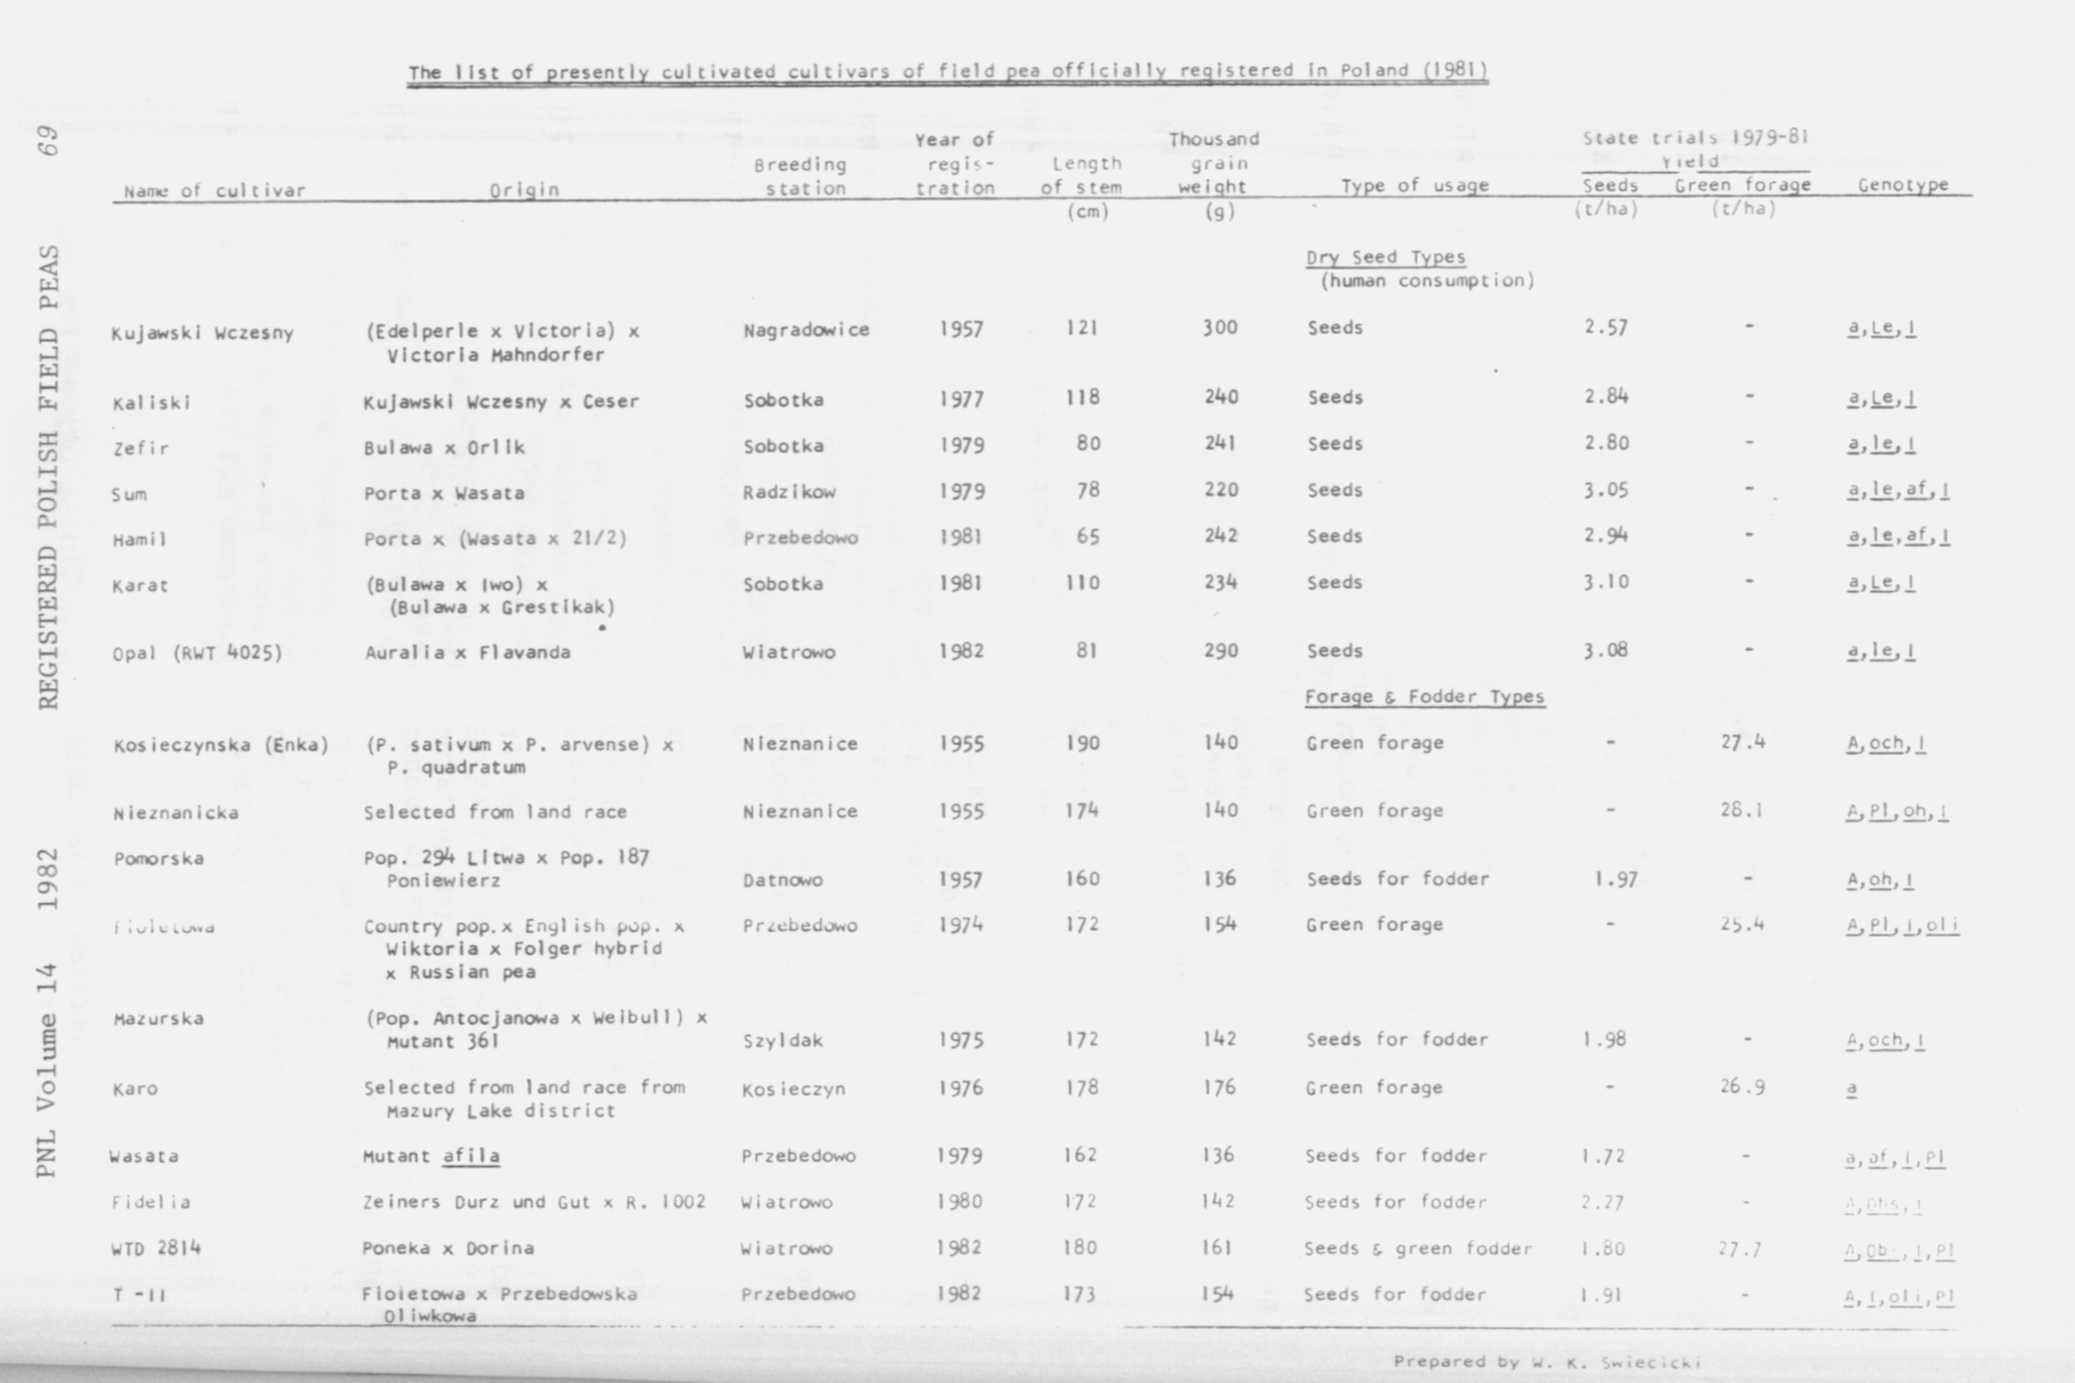 The list of presently cultivated cultivars of field pea officially registered in Poland (1981)
69
REGISTERED POLISH FIELD PEAS
1982
PNL Volume 14
State trials 1979-81
Year of Thousand
Breeding regis- Length grain Yield
Name of cultivar Origin station tration of stem weight Type of usage Seeds Green forage Genotype
(cm) (g) (t/ha) (t/ha)
Dry Seed Types
(human consumption)
Kujawski Wczesny (Edelperle x Victoria) x Nagradowice 1957 121 300 Seeds 2.57 - a,Le,I
Victoria Mahndorfer
Kaliski Kujawski Wczesny x Ceser Sobotka 1977 118 240 Seeds 2.84 - a,Le,I
Zefir Bulawa x Orlik Sobotka 1979 80 241 Seeds 2.80 - a,le,I
Sum Porta x Wasata Radzikow 1979 78 220 Seeds 3.05 - a,le,af,I
Hamil Porta x (Wasata x 21/2) Przebedowo 1981 65 242 Seeds 2.94 - a,le,af,I
Karat (Bulawa x Iwo) x Sobotka 1981 110 234 Seeds 3.10 - a,Le,I
(Bulawa x Grestikak)
Opal (RWT 4025) Auralia x Flavanda Wiatrowo 1982 81 290 Seeds 3.08 - a,le,I
Forage & Fodder Types
Kosieczynska (Enka) (P. sativum x P. arvense) x Nieznanice 1955 190 140 Green forage - 27.4 A,och,I
P. quadratum
Nieznanicka Selected from land race Nieznanice 1955 174 140 Green forage - 28.1 A,Pl,oh,I
Pomorska Pop. 294 Litwa x Pop. 187
Poniewierz Datnowo 1957 160 136 Seeds for fodder 1.97 - A,oh,I
Fioletowa Country pop.x English pop. x Przebedowo 1974 172 154 Green forage - 25.4 A,Pl,I,oli
Wiktoria x Folger hybrid
x Russian pea
Mazurska (Pop. Antocjanowa x Weibull) x
Mutant 361 Szyldak 1975 172 142 Seeds for fodder 1.98 - A,och,I
Karo Selected from land race from Kosieczyn 1976 178 176 Green forage - 26.9 a
Mazury Lake district
Wasata Mutant afila Przebedowo 1979 162 136 Seeds for fodder 1.72 - a,af,I,Pl
Fidelia Zeiners Durz und Gut x R. 1002 Wiatrowo 1980 172 142 Seeds for fodder 2.27 -
WTD 2814 Poneka x Dorina Wiatrowo 1982 180 161 Seeds & green fodder 1.80 27.7
T -11 Fioletowa x Przebedowska Przebedowo 1982 173 154 Seeds for fodder 1.91 - A,I,oli,Pl
Oliwkowa
Prepared by W. K. Swiecicki